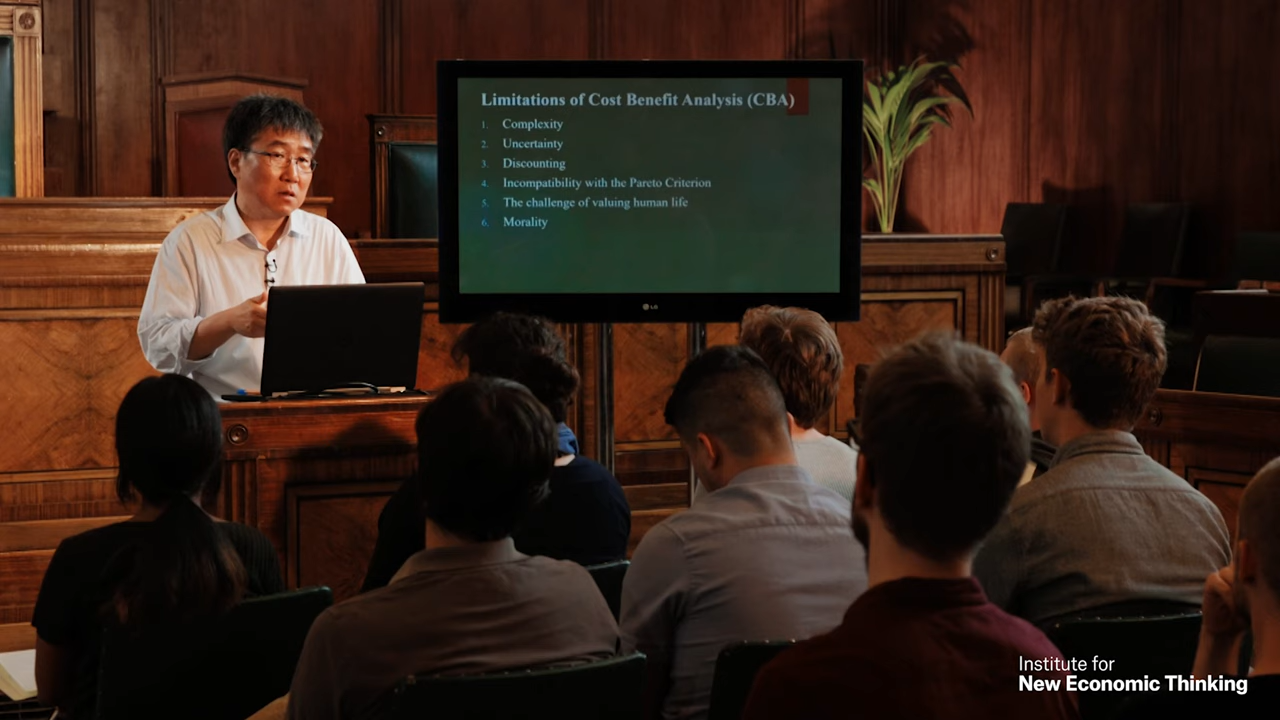 Limitations of Cost Benefit Analysis (CBA)
1. Complexity
2. Uncertainty
3. Discounting
4. Incompatibility with the Pareto Criterion
5. The challenge of valuing human life
6. Morality
LG
Institute for
New Economic Thinking